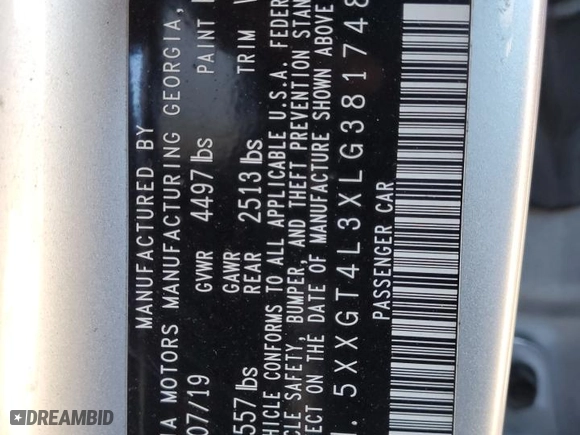 MANUFACTURED BY
MOTORS MANUFACTURING GEORGIA,
07/19 GVWR 4497 lbs PAINT
GAWR
557 lbs REAR 2513 lbs TRIM
CONFORMS TO ALL APPLICABLE U.S.A. FEDER
SAFETY, BUMPER, AND THEFT PREVENTION STAN
ECT ON THE DATE OF MANUFACTURE SHOWN ABOVE
5XXGT4L3XLG381748
PASSENGER CAR
DREAMBID